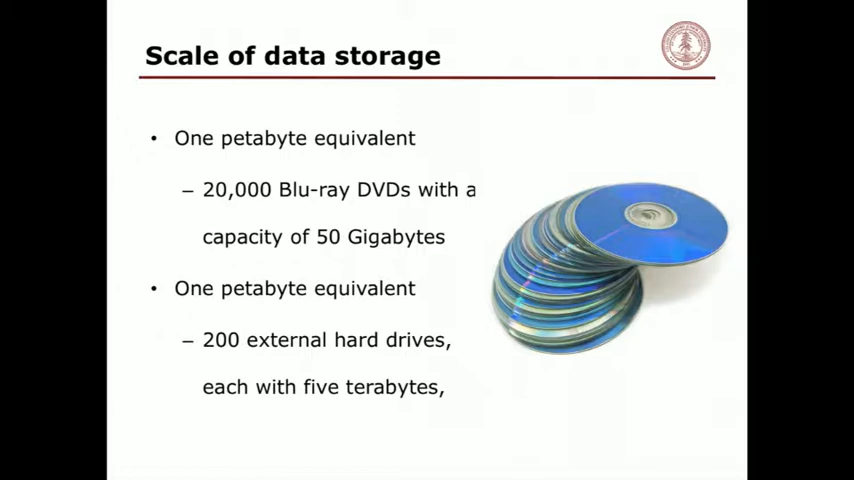 Scale of data storage
• One petabyte equivalent
– 20,000 Blu-ray DVDs with a
capacity of 50 Gigabytes
• One petabyte equivalent
– 200 external hard drives,
each with five terabytes,